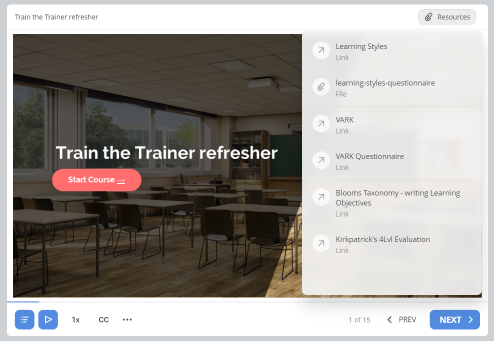 Train the Trainer refresher
Resources
Learning Styles
Link
learning-styles-questionnaire
File
VARK
Link
VARK Questionnaire
Link
Blooms Taxonomy - writing Learning
Objectives
Link
Kirkpatrick's 4Lvl Evaluation
Link
Train the Trainer refresher
Start Course
1x
CC
1 of 15
PREV
NEXT